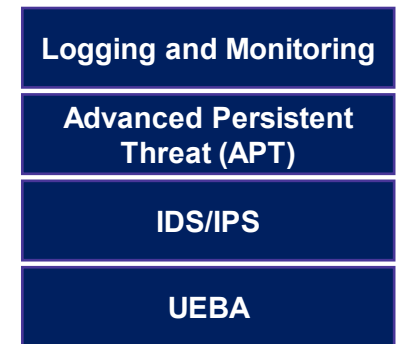 Logging and Monitoring
Advanced Persistent
Threat (APT)
IDS/IPS
UEBA